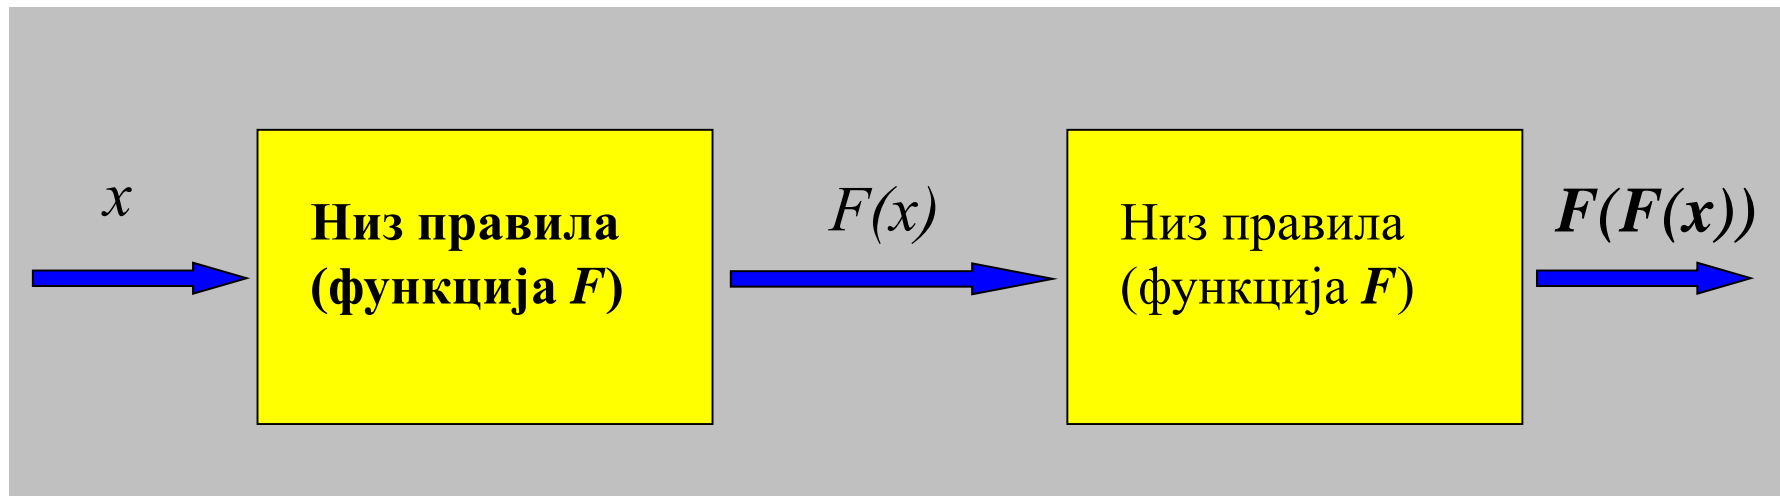 x
Низ правила
(функција F)
F(x)
Низ правила
(функција F)
F(F(x))